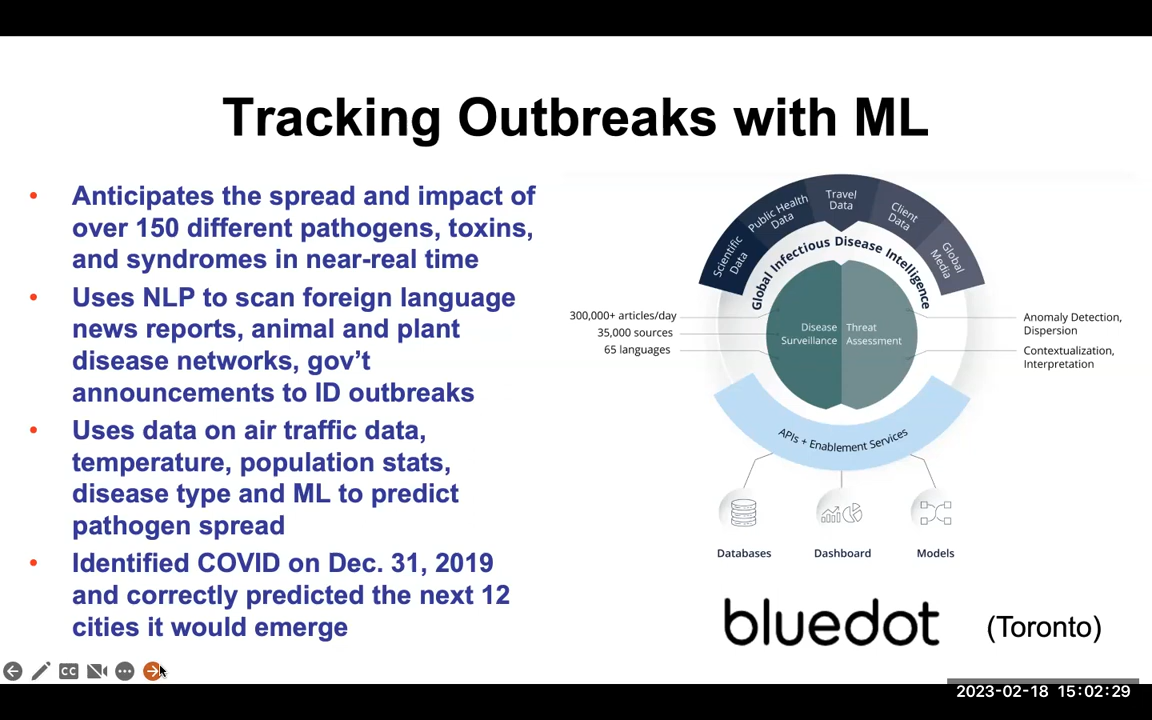 Tracking Outbreaks with ML
• Anticipates the spread and impact of
over 150 different pathogens, toxins,
and syndromes in near-real time
• Uses NLP to scan foreign language
news reports, animal and plant
disease networks, gov’t
announcements to ID outbreaks
• Uses data on air traffic data,
temperature, population stats,
disease type and ML to predict
pathogen spread
• Identified COVID on Dec. 31, 2019
and correctly predicted the next 12
cities it would emerge
Scientific
Data
Public Health
Data
Travel
Data
Client
Data
Global
Media
Global Infectious Disease Intelligence
300,000+ articles/day
35,000 sources
65 languages
Disease
Surveillance
Threat
Assessment
Anomaly Detection,
Dispersion
Contextualization,
Interpretation
APIs + Enablement Services
Databases
Dashboard
Models
bluedot
(Toronto)
CC
2023-02-18 15:02:29